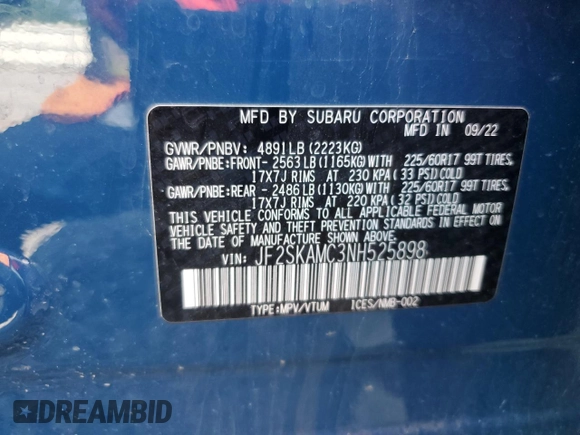 MFD BY SUBARU CORPORATION
MFD IN 09/22
GVWR/PNBV: 4891LB (2223KG)
GAWR/PNBE:FRONT- 2563LB (1165KG) WITH 225/60R17 99T TIRES,
17X7J RIMS AT 230 KPA (33 PSI) COLD
GAWR/PNBE:REAR - 2486LB (1130KG) WITH 225/60R17 99T TIRES,
17X7J RIMS AT 220 KPA (32 PSI) COLD
THIS VEHICLE CONFORMS TO ALL APPLICABLE U.S. FEDERAL MOTOR
VEHICLE SAFETY, BUMPER, AND THEFT PREVENTION STANDARDS
IN EFFECT ON THE DATE OF MANUFACTURE SHOWN ABOVE.
VIN: JF2SKAMC3NH525898
TYPE:MPV/VTUM ICES/NMB-002
DREAMBID